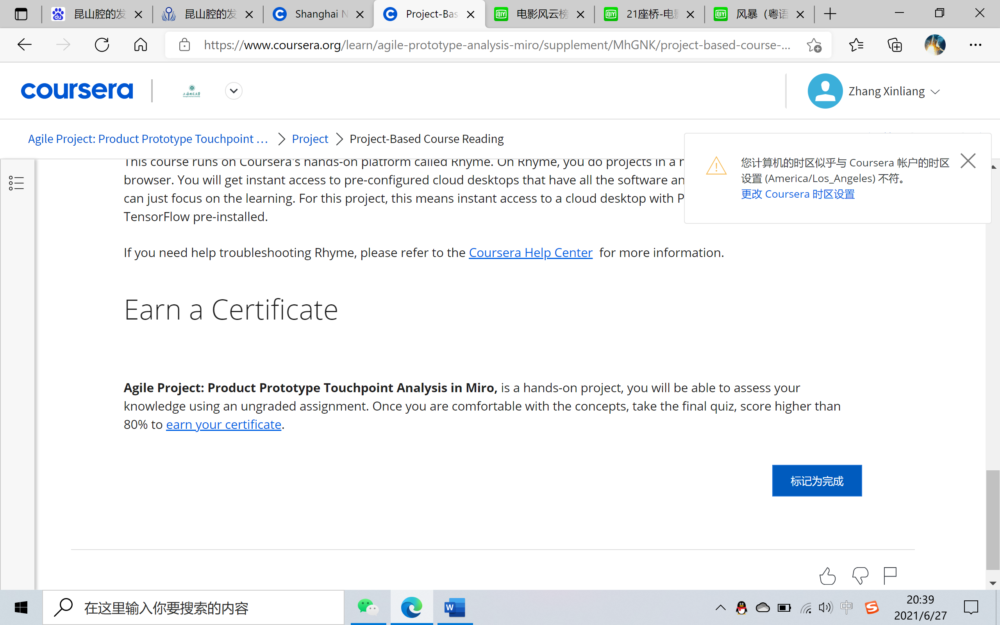 昆山腔的发
昆山腔的发
Shanghai N
Project-Bas
电影风云榜
21座桥-电影
风暴（粤语
https://www.coursera.org/learn/agile-prototype-analysis-miro/supplement/MhGNK/project-based-course-...
coursera
上海师范大学
Shanghai Normal University
Zhang Xinliang
Agile Project: Product Prototype Touchpoint ... > Project > Project-Based Course Reading
您计算机的时区似乎与 Coursera 帐户的时区
设置 (America/Los_Angeles) 不符。
更改 Coursera 时区设置
This course runs on Coursera's hands-on platform called Rhyme. On Rhyme, you do projects in a
browser. You will get instant access to pre-configured cloud desktops that have all the software
can just focus on the learning. For this project, this means instant access to a cloud desktop with
TensorFlow pre-installed.
If you need help troubleshooting Rhyme, please refer to the Coursera Help Center for more information.
Earn a Certificate
Agile Project: Product Prototype Touchpoint Analysis in Miro, is a hands-on project, you will be able to assess your
knowledge using an ungraded assignment. Once you are comfortable with the concepts, take the final quiz, score higher than
80% to earn your certificate.
标记为完成
在这里输入你要搜索的内容
中
20:39
2021/6/27